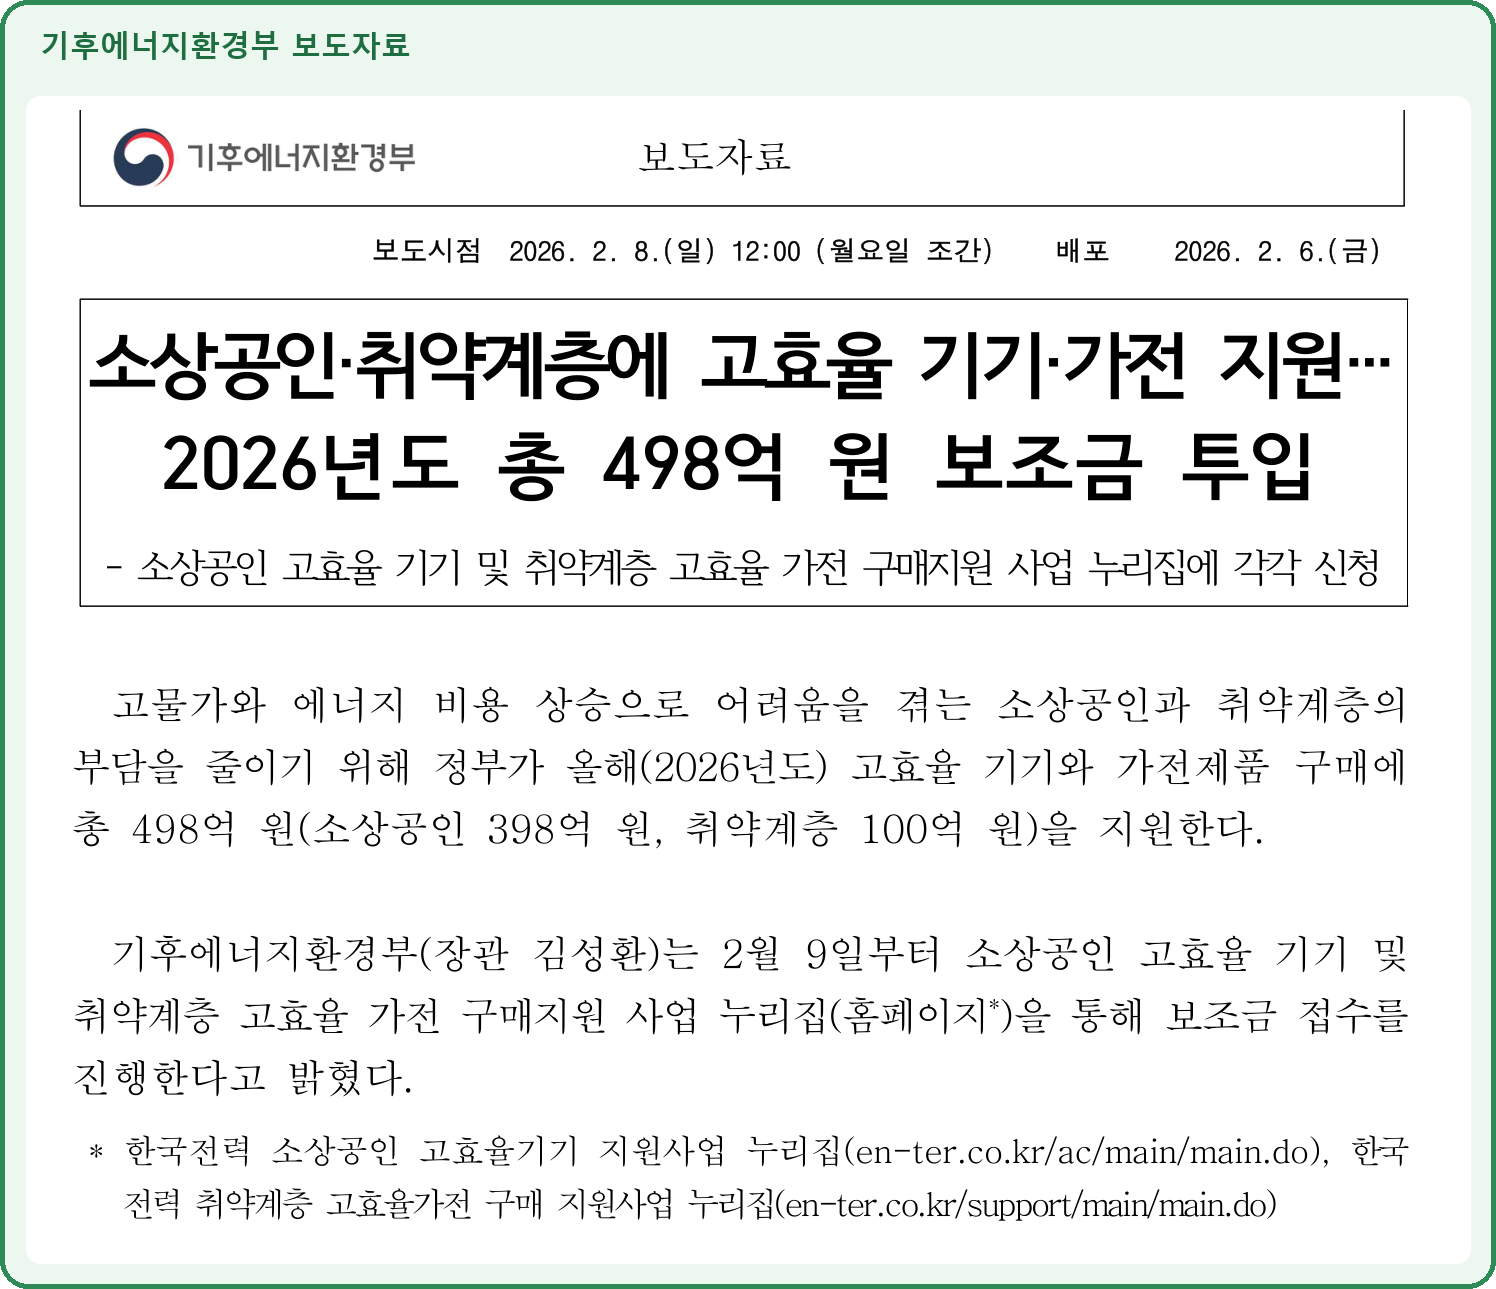 기후에너지환경부 보도자료
기후에너지환경부 보도자료
보도시점 2026. 2. 8.(일) 12:00 (월요일 조간) 배포 2026. 2. 6.(금)
소상공인·취약계층에 고효율 기기·가전 지원…
2026년도 총 498억 원 보조금 투입
- 소상공인 고효율 기기 및 취약계층 고효율 가전 구매지원 사업 누리집에 각각 신청
고물가와 에너지 비용 상승으로 어려움을 겪는 소상공인과 취약계층의
부담을 줄이기 위해 정부가 올해(2026년도) 고효율 기기와 가전제품 구매에
총 498억 원(소상공인 398억 원, 취약계층 100억 원)을 지원한다.
기후에너지환경부(장관 김성환)는 2월 9일부터 소상공인 고효율 기기 및
취약계층 고효율 가전 구매지원 사업 누리집(홈페이지*)을 통해 보조금 접수를
진행한다고 밝혔다.
* 한국전력 소상공인 고효율기기 지원사업 누리집(en-ter.co.kr/ac/main/main.do), 한국
전력 취약계층 고효율가전 구매 지원사업 누리집(en-ter.co.kr/support/main/main.do)